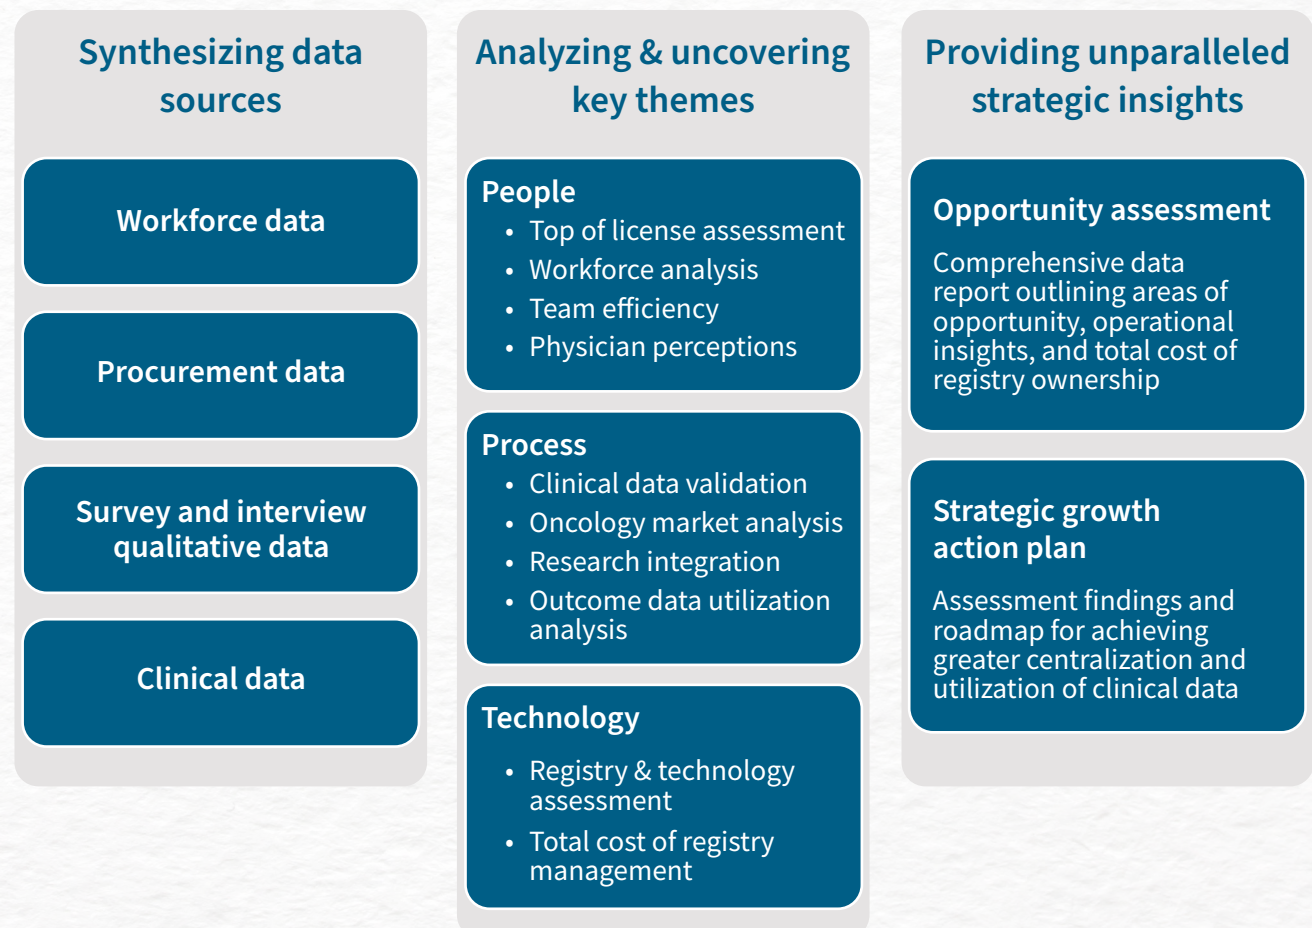 Synthesizing data
sources
Workforce data
Procurement data
Survey and interview
qualitative data
Clinical data
Analyzing & uncovering
key themes
People
• Top of license assessment
• Workforce analysis
• Team efficiency
• Physician perceptions
Process
• Clinical data validation
• Oncology market analysis
• Research integration
• Outcome data utilization
analysis
Technology
• Registry & technology
assessment
• Total cost of registry
management
Providing unparalleled
strategic insights
Opportunity assessment
Comprehensive data
report outlining areas of
opportunity, operational
insights, and total cost of
registry ownership
Strategic growth
action plan
Assessment findings and
roadmap for achieving
greater centralization and
utilization of clinical data